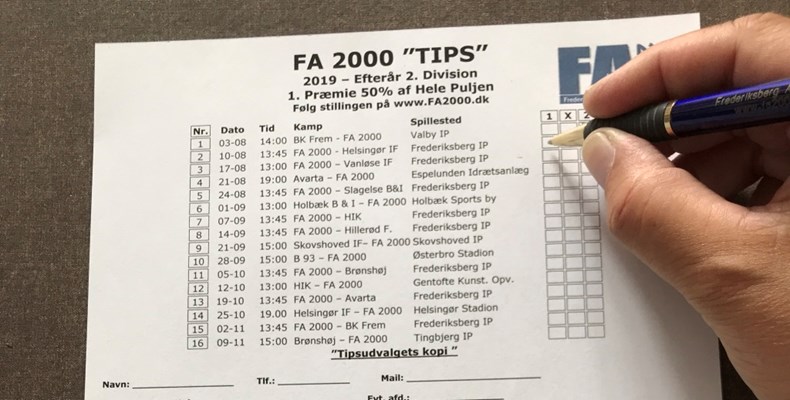 FA 2000 ”TIPS”
2019 – Efterår 2. Division
1. Præmie 50% af Hele Puljen
Følg stillingen på www.FA2000.dk
FA
Nr. Dato Tid Kamp Spillested 1 X 2
1 03-08 14:00 BK Frem - FA 2000 Valby IP
2 10-08 13:45 FA 2000 - Helsingør IF Frederiksberg IP
3 17-08 13:00 FA 2000 – Vanløse IF Frederiksberg IP
4 21-08 19:00 Avarta – FA 2000 Espelunden Idrætsanlæg
5 24-08 13:45 FA 2000 – Slagelse B&I Frederiksberg IP
6 01-09 13:00 Holbæk B & I – FA 2000 Holbæk Sports by
7 07-09 13:45 FA 2000 – HIK Frederiksberg IP
8 14-09 13:45 FA 2000 – Hillerød F. Frederiksberg IP
9 21-09 15:00 Skovshoved IF– FA 2000 Skovshoved IP
10 28-09 15:00 B 93 – FA 2000 Østerbro Stadion
11 05-10 13:45 FA 2000 – Brønshøj Frederiksberg IP
12 12-10 13:00 HIK – FA 2000 Gentofte Kunst. Opv.
13 19-10 13:45 FA 2000 – Avarta Frederiksberg IP
14 25-10 19.00 Helsingør IF – FA 2000 Helsingør Stadion
15 02-11 13:45 FA 2000 – BK Frem Frederiksberg IP
16 09-11 15:00 Brønshøj – FA 2000 Tingbjerg IP
”Tipsudvalgets kopi ”
Navn: Tlf.: Mail:
Evt. afd.:
Frederiksberg